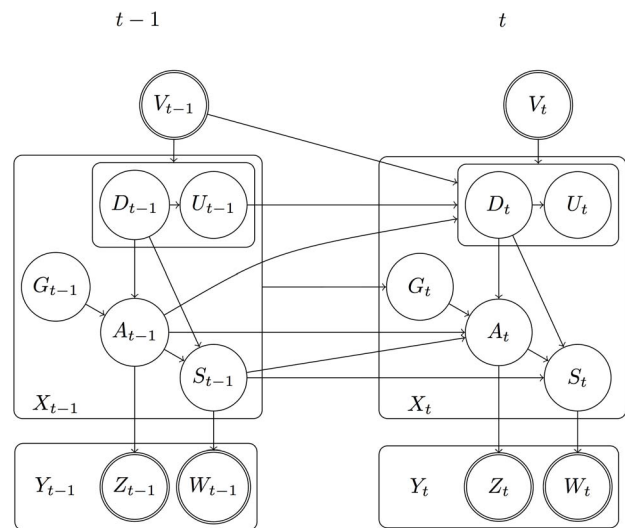 t − 1 t
V_{t−1} V_t
D_{t−1} U_{t−1} D_t U_t
G_{t−1} G_t
A_{t−1} A_t
S_{t−1} S_t
X_{t−1} X_t
Y_{t−1} Z_{t−1} W_{t−1} Y_t Z_t W_t